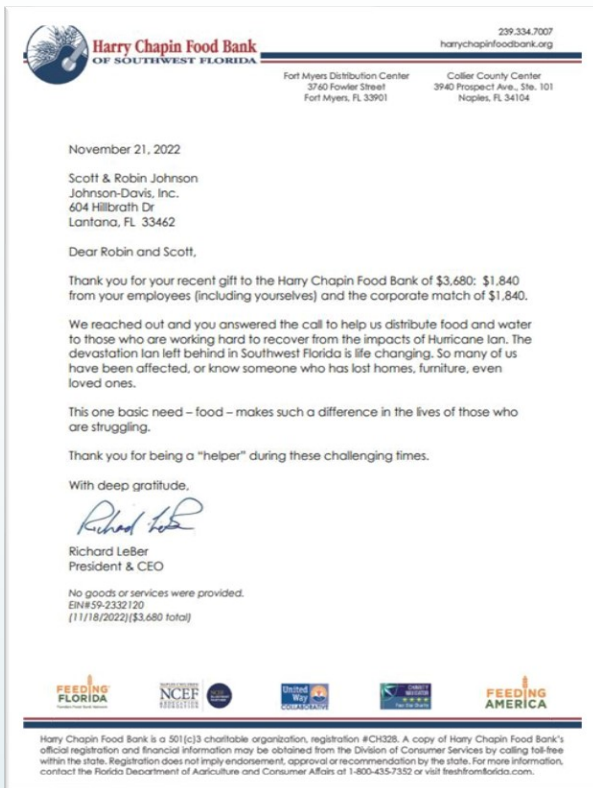 239.334.7007
harrychapinfoodbank.org
Harry Chapin Food Bank
OF SOUTHWEST FLORIDA
Fort Myers Distribution Center
3760 Fowler Street
Fort Myers, FL 33901
Collier County Center
3940 Prospect Ave., Ste. 101
Naples, FL 34104
November 21, 2022
Scott & Robin Johnson
Johnson-Davis, Inc.
604 Hillbrath Dr
Lantana, FL 33462
Dear Robin and Scott,
Thank you for your recent gift to the Harry Chapin Food Bank of $3,680: $1,840
from your employees (including yourselves) and the corporate match of $1,840.
We reached out and you answered the call to help us distribute food and water
to those who are working hard to recover from the impacts of Hurricane Ian. The
devastation Ian left behind in Southwest Florida is life changing. So many of us
have been affected, or know someone who has lost homes, furniture, even
loved ones.
This one basic need – food – makes such a difference in the lives of those who
are struggling.
Thank you for being a "helper" during these challenging times.
With deep gratitude,
Richard LeBer
Richard LeBer
President & CEO
No goods or services were provided.
EIN#59-2332120
(11/18/2022)($3,680 total)
FEEDING
FLORIDA
NCEF
United
Way
COLLABORATIVE
CHARITY
NAVIGATOR
FEEDING
AMERICA
Harry Chapin Food Bank is a 501(c)3 charitable organization, registration #CH328. A copy of Harry Chapin Food Bank's
official registration and financial information may be obtained from the Division of Consumer Services by calling toll-free
within the state. Registration does not imply endorsement, approval or recommendation by the state. For more information,
contact the Florida Department of Agriculture and Consumer Affairs at 1-800-435-7352 or visit freshfromflorida.com.